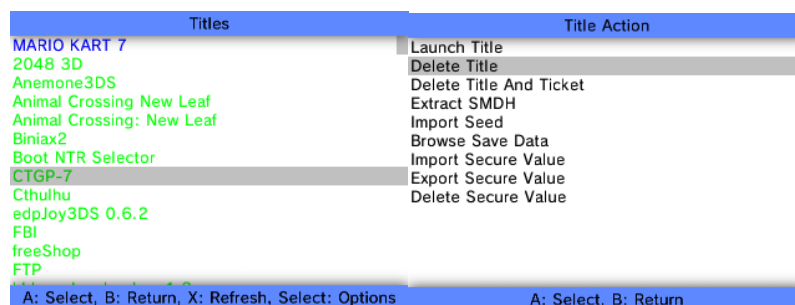 Titles
MARIO KART 7
2048 3D
Anemone3DS
Animal Crossing New Leaf
Animal Crossing: New Leaf
Biniax2
Boot NTR Selector
CTGP-7
Cthulhu
edpJoy3DS 0.6.2
FBI
freeShop
FTP
A: Select, B: Return, X: Refresh, Select: Options
Title Action
Launch Title
Delete Title
Delete Title And Ticket
Extract SMDH
Import Seed
Browse Save Data
Import Secure Value
Export Secure Value
Delete Secure Value
A: Select, B: Return